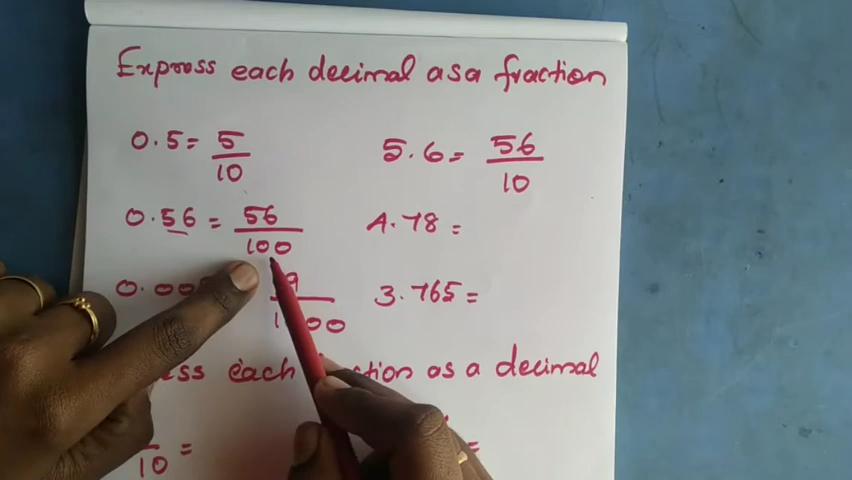 Express each decimal as a fraction
0.5 = 5/10 5.6 = 56/10
0.56 = 56/100 4.78 =
3.765 =
each as a decimal
10 = =